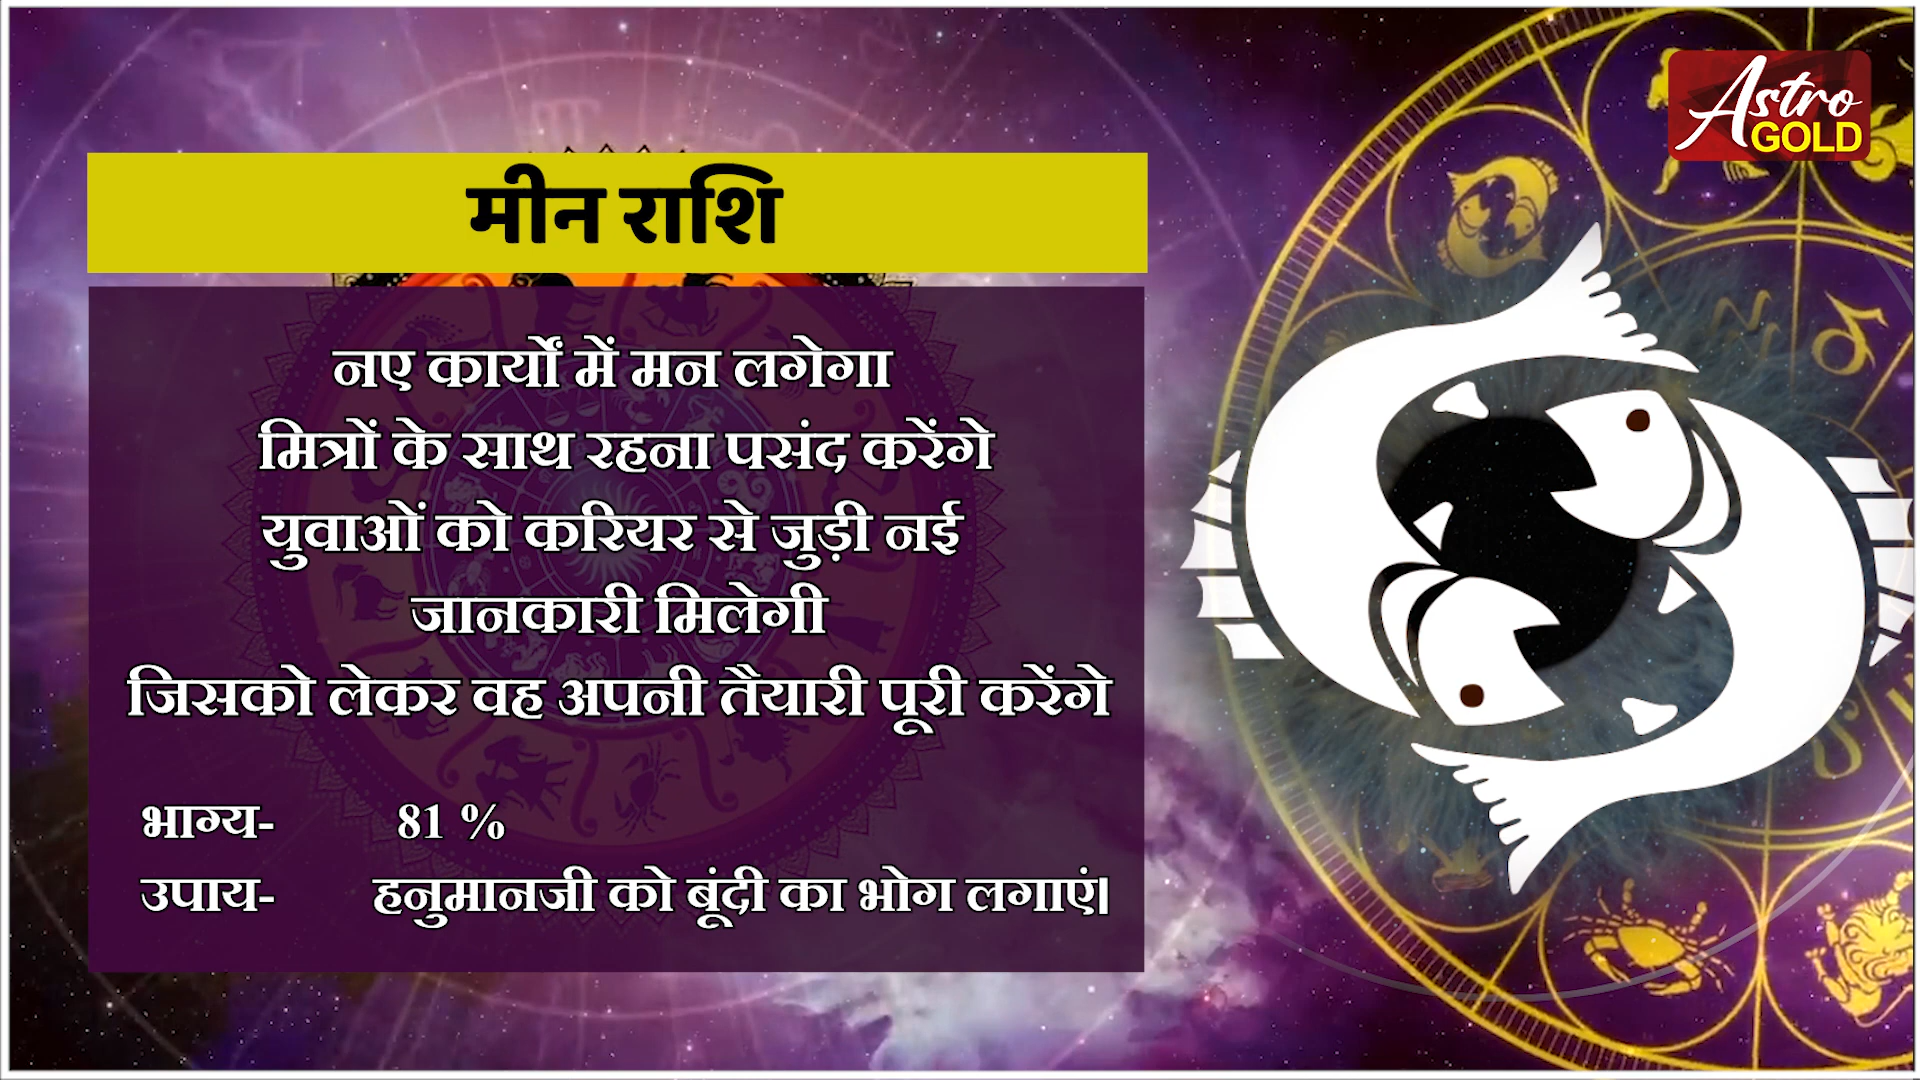 Astro
GOLD
मीन राशि
नए कार्यों में मन लगेगा
मित्रों के साथ रहना पसंद करेंगे
युवाओं को करियर से जुड़ी नई
जानकारी मिलेगी
जिसको लेकर वह अपनी तैयारी पूरी करेंगे
भाग्य- 81 %
उपाय- हनुमानजी को बूंदी का भोग लगाएं।